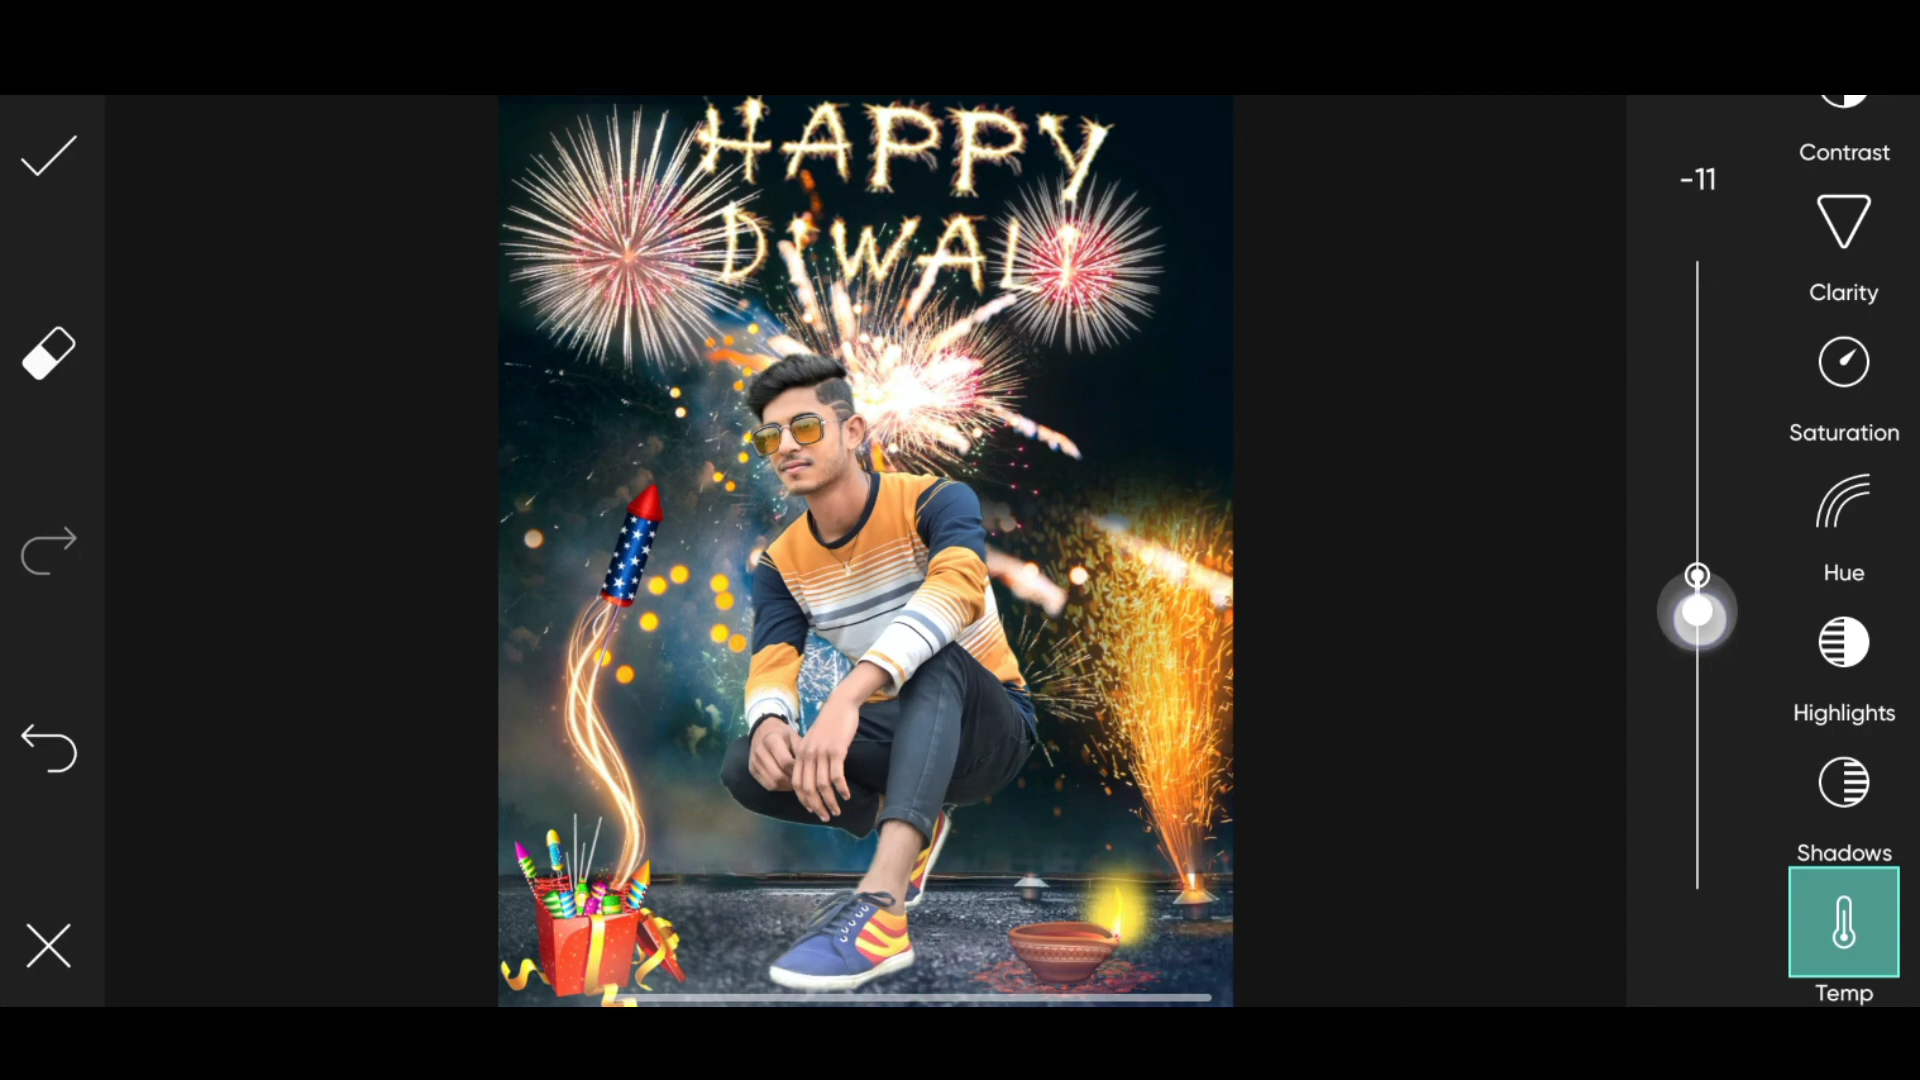 HAPPY
DIWALI
Contrast
-11
Clarity
Saturation
Hue
Highlights
Shadows
Temp